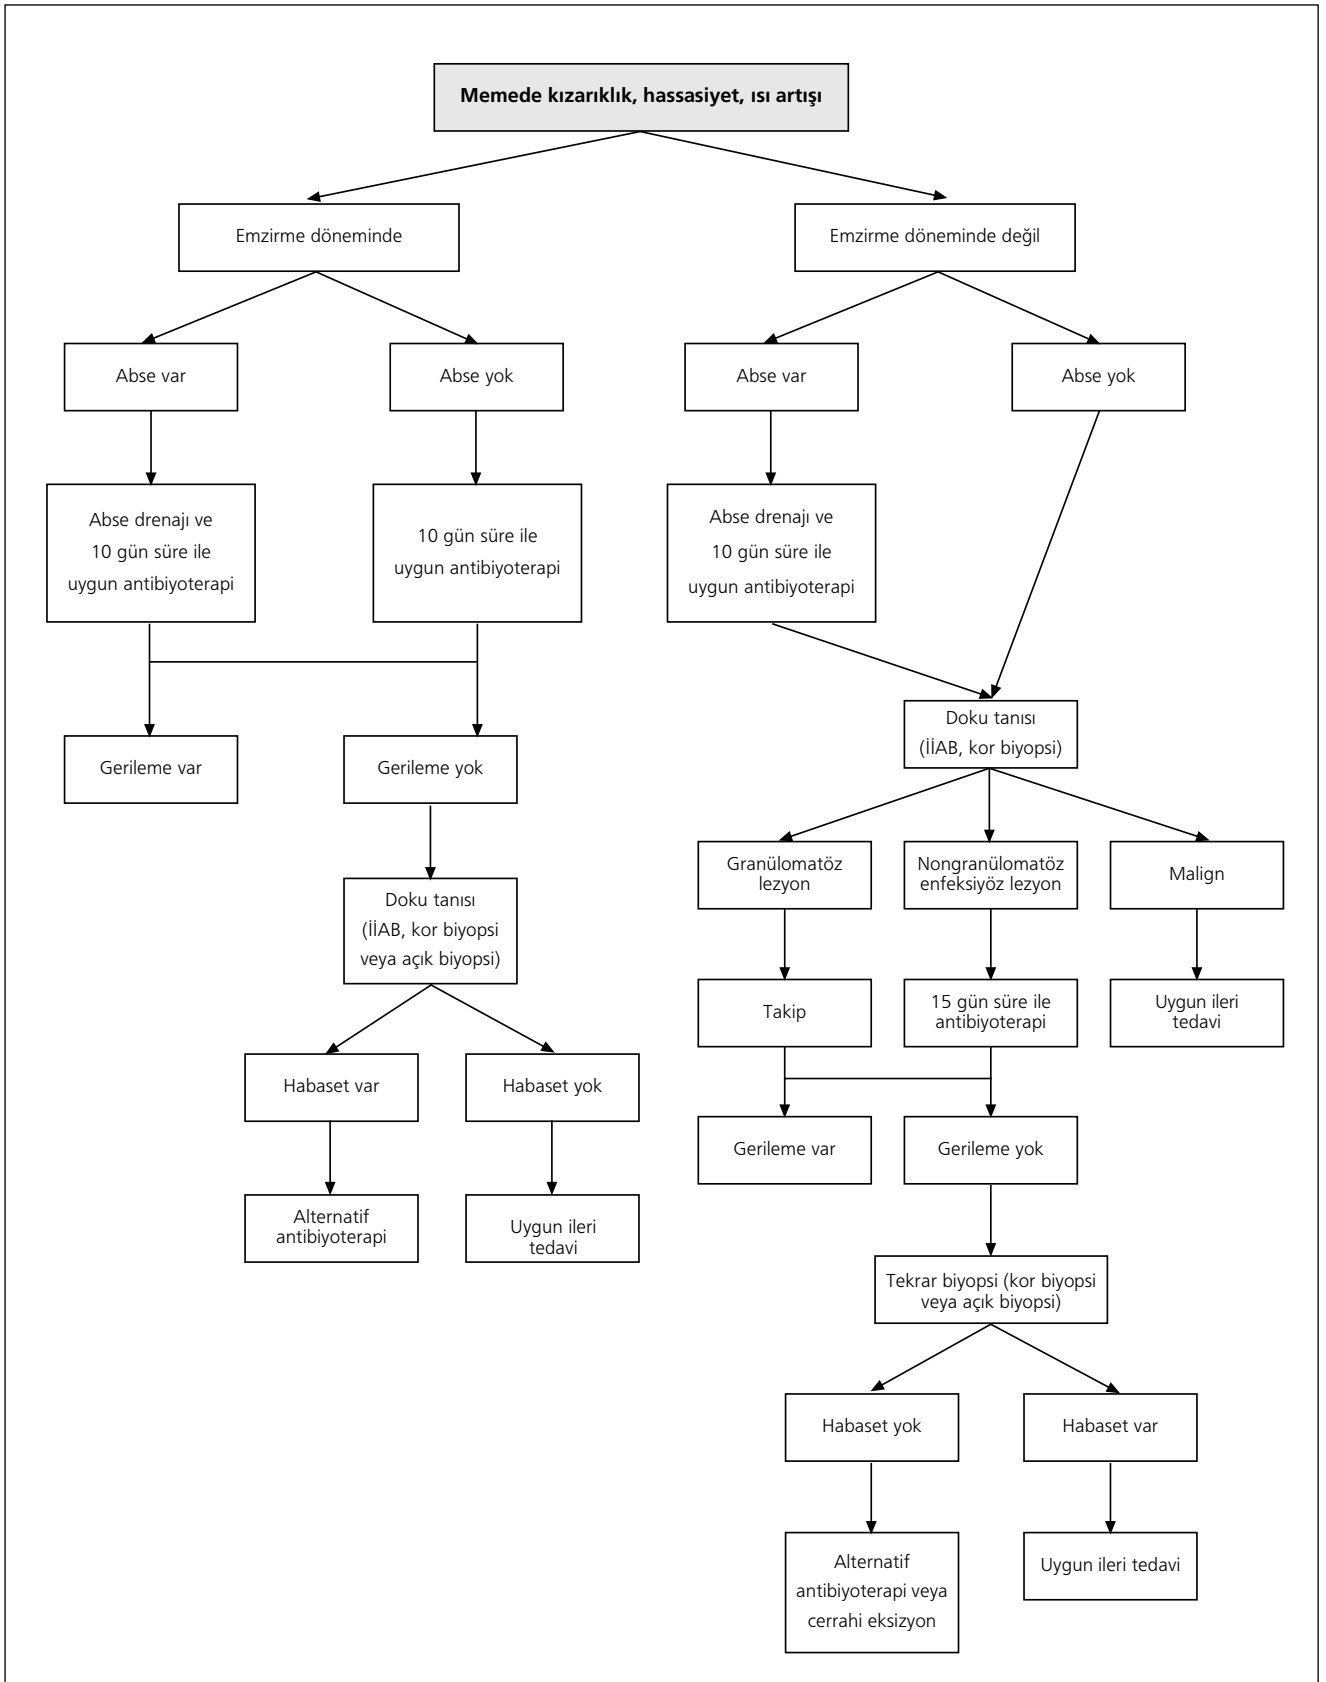 Memede kızarıklık, hassasiyet, ısı artışı
Emzirme döneminde
Emzirme döneminde değil
Abse var
Abse yok
Abse var
Abse yok
Abse drenajı ve
10 gün süre ile
uygun antibiyoterapi
10 gün süre ile
uygun antibiyoterapi
Abse drenajı ve
10 gün süre ile
uygun antibiyoterapi
Gerileme var
Gerileme yok
Doku tanısı
(İİAB, kor biyopsi)
Doku tanısı
(İİAB, kor biyopsi
veya açık biyopsi)
Granülomatöz
lezyon
Nongranülomatöz
enfeksiyöz lezyon
Malign
Takip
15 gün süre ile
antibiyoterapi
Uygun ileri
tedavi
Habaset var
Habaset yok
Gerileme var
Gerileme yok
Alternatif
antibiyoterapi
Uygun ileri
tedavi
Tekrar biyopsi (kor biyopsi
veya açık biyopsi)
Habaset yok
Habaset var
Alternatif
antibiyoterapi veya
cerrahi eksizyon
Uygun ileri tedavi